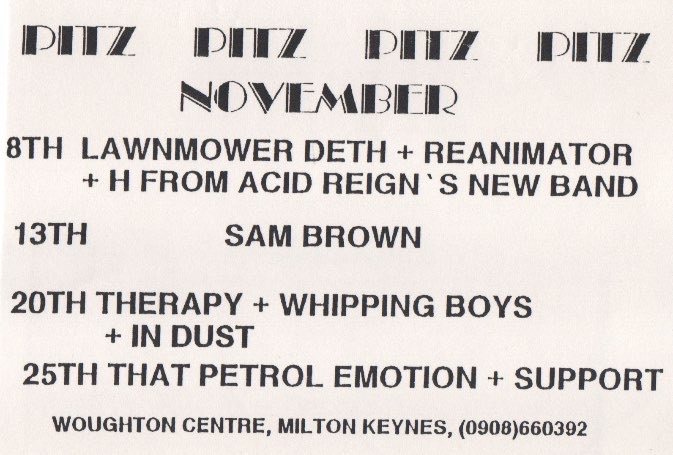 PITZ PITZ PITZ PITZ
NOVEMBER
8TH LAWNMOWER DETH + REANIMATOR
+ H FROM ACID REIGN`S NEW BAND
13TH SAM BROWN
20TH THERAPY + WHIPPING BOYS
+ IN DUST
25TH THAT PETROL EMOTION + SUPPORT
WOUGHTON CENTRE, MILTON KEYNES, (0908)660392